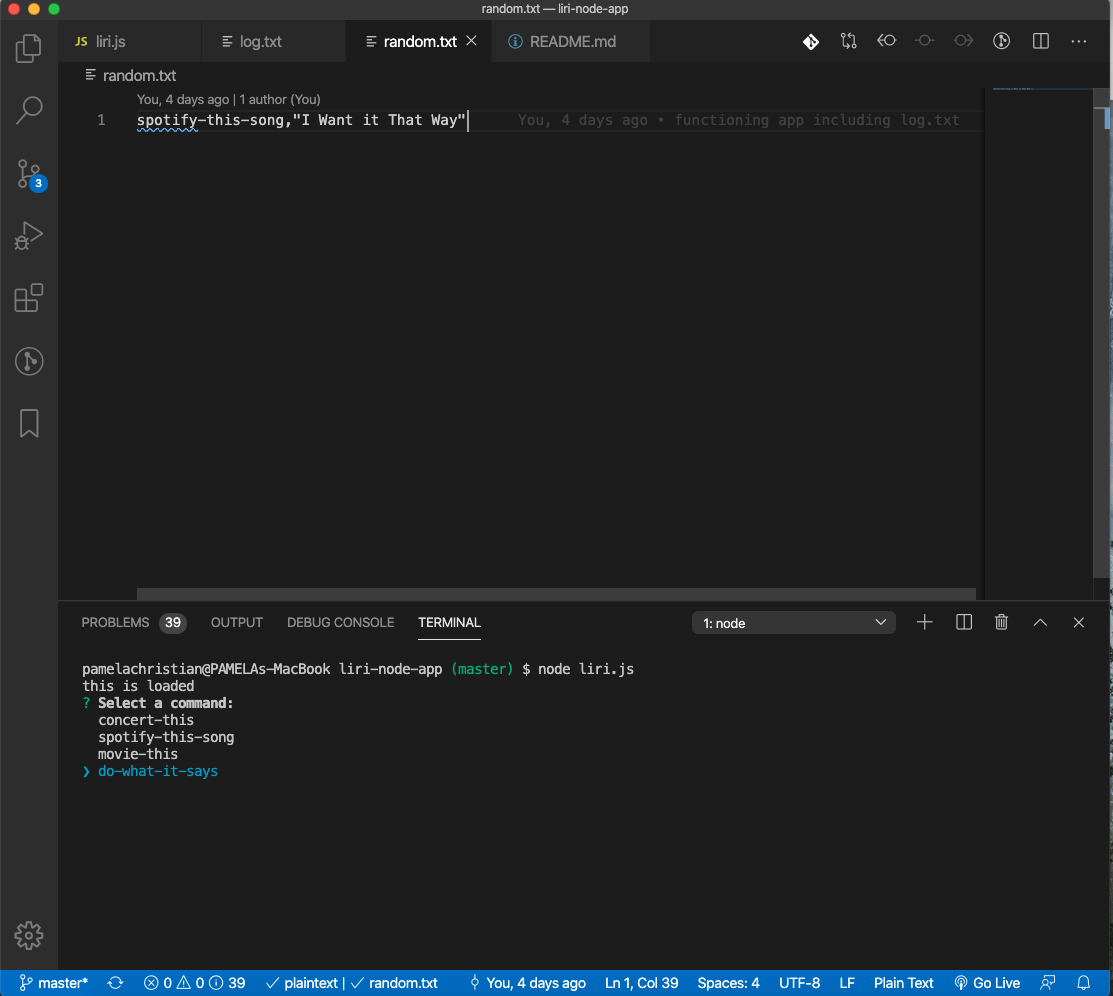 random.txt — liri-node-app
JS liri.js log.txt random.txt README.md
random.txt
You, 4 days ago | 1 author (You)
1 spotify-this-song,"I Want it That Way" You, 4 days ago • functioning app including log.txt
3
PROBLEMS 39 OUTPUT DEBUG CONSOLE TERMINAL 1: node
pamelachristian@PAMELAs-MacBook liri-node-app (master) $ node liri.js
this is loaded
? Select a command:
concert-this
spotify-this-song
movie-this
❯ do-what-it-says
master* 0 0 39 plaintext | random.txt You, 4 days ago Ln 1, Col 39 Spaces: 4 UTF-8 LF Plain Text Go Live